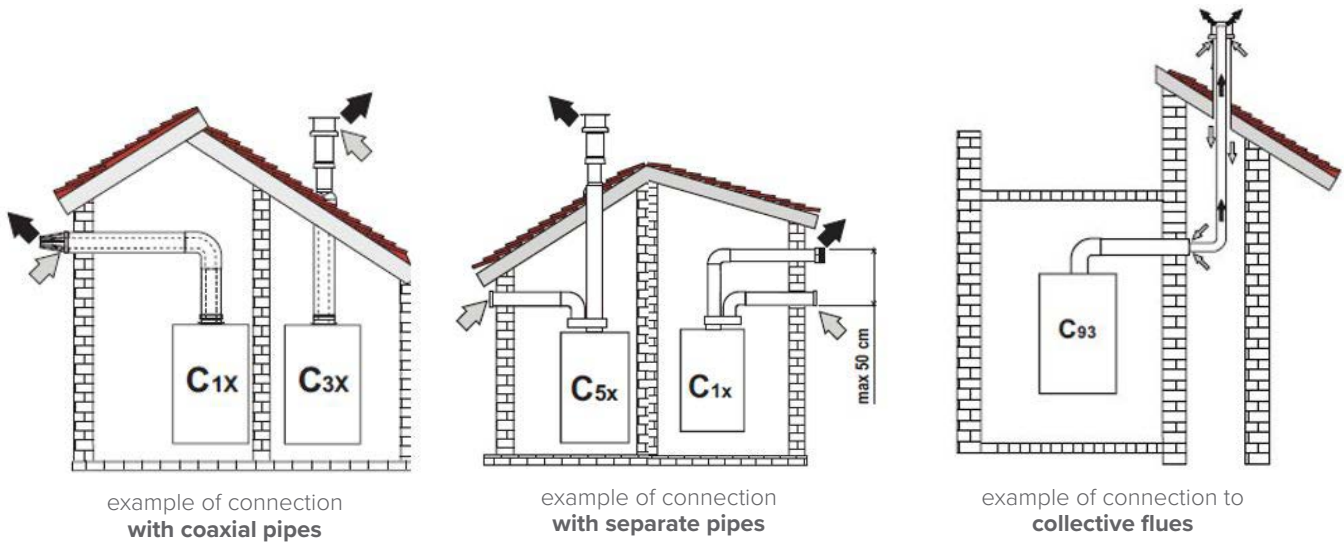 C1X
C3X
C5x
C1x
max 50 cm
C93
example of connection
with coaxial pipes
example of connection
with separate pipes
example of connection to
collective flues